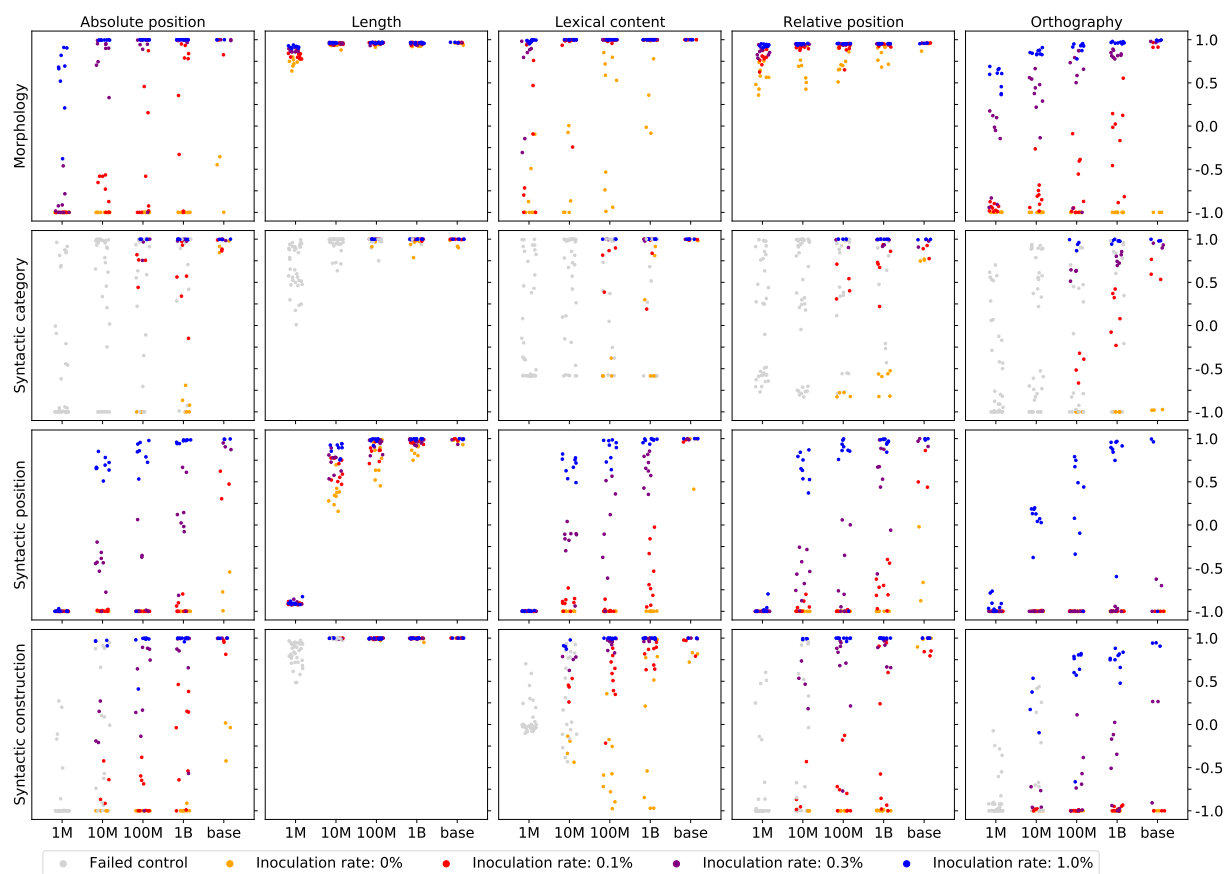 Absolute position Length Lexical content Relative position Orthography
Morphology
1.0
0.5
0.0
-0.5
-1.0
Syntactic category
1.0
0.5
0.0
-0.5
-1.0
Syntactic position
1.0
0.5
0.0
-0.5
-1.0
Syntactic construction
1.0
0.5
0.0
-0.5
-1.0
1M 10M 100M 1B base 1M 10M 100M 1B base 1M 10M 100M 1B base 1M 10M 100M 1B base 1M 10M 100M 1B base
Failed control Inoculation rate: 0% Inoculation rate: 0.1% Inoculation rate: 0.3% Inoculation rate: 1.0%